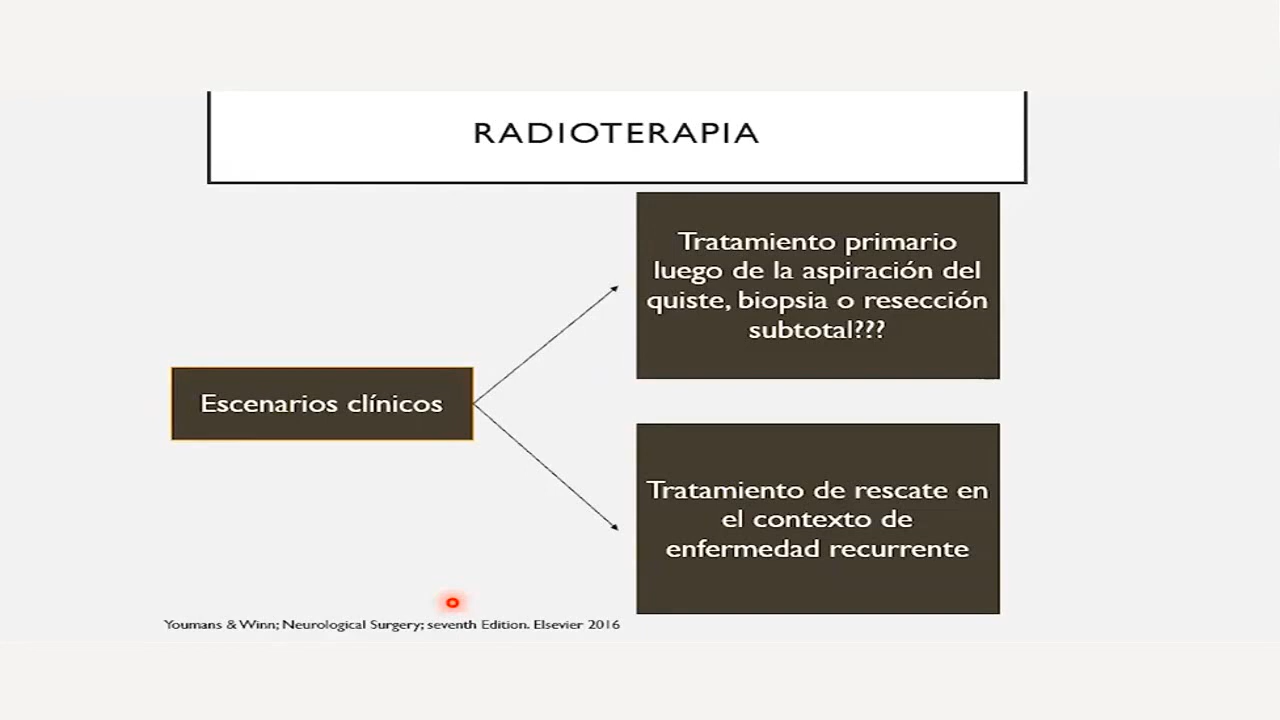 RADIOTERAPIA
Tratamiento primario
luego de la aspiración del
quiste, biopsia o resección
subtotal???
Escenarios clínicos
Tratamiento de rescate en
el contexto de
enfermedad recurrente
Youmans & Winn; Neurological Surgery; seventh Edition. Elsevier 2016